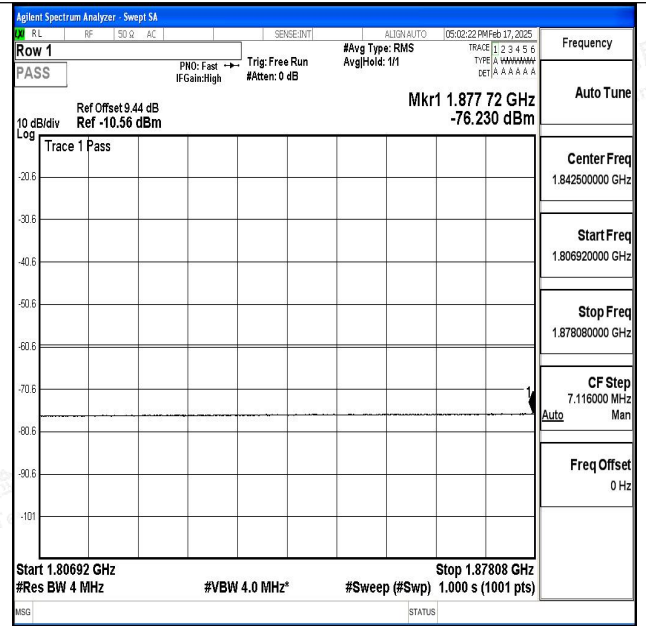 Agilent Spectrum Analyzer - Swept SA
LXI RL RF 50 Ω AC SENSE:INT ALIGN AUTO 05:02:22 PM Feb 17, 2025
Row 1
PASS
PNO: Fast
IFGain:High
Trig: Free Run
#Atten: 0 dB
#Avg Type: RMS
Avg|Hold: 1/1
TRACE 1 2 3 4 5 6
TYPE A WWWWW
DET A A A A A A
Ref Offset 9.44 dB
10 dB/div Ref -10.56 dBm
Log
Mkr1 1.877 72 GHz
-76.230 dBm
Trace 1 Pass
-20.6
-30.6
-40.6
-50.6
-60.6
-70.6
-80.6
-90.6
-101
1
Start 1.80692 GHz Stop 1.87808 GHz
#Res BW 4 MHz #VBW 4.0 MHz* #Sweep (#Swp) 1.000 s (1001 pts)
MSG STATUS
Frequency
Auto Tune
Center Freq
1.842500000 GHz
Start Freq
1.806920000 GHz
Stop Freq
1.878080000 GHz
CF Step
7.116000 MHz
Auto Man
Freq Offset
0 Hz